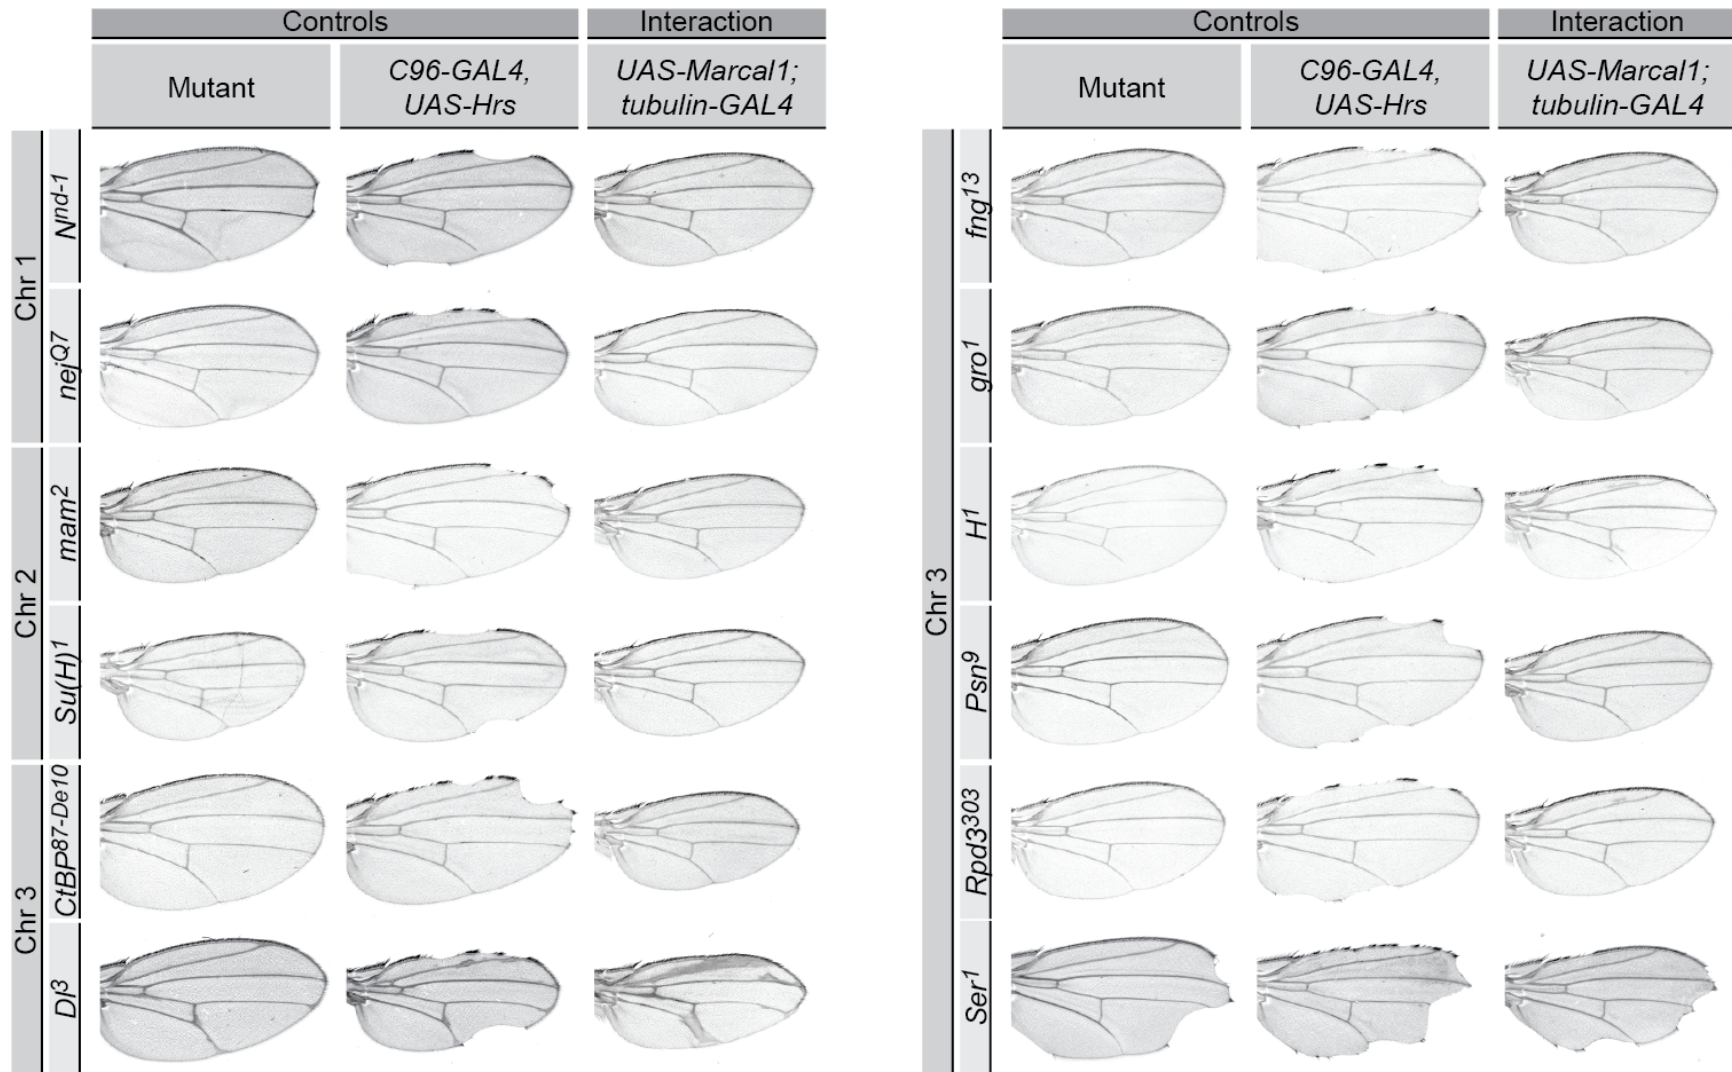 Controls
Interaction
Mutant
C96-GAL4,
UAS-Hrs
UAS-Marcal1;
tubulin-GAL4
Chr 1
N^nd-1
nej^Q7
Chr 2
mam^2
Su(H)^1
Chr 3
CtBP^87-De10
Dl^3
Controls
Interaction
Mutant
C96-GAL4,
UAS-Hrs
UAS-Marcal1;
tubulin-GAL4
Chr 3
fng^13
gro^1
H^1
Psn^9
Rpd3^303
Ser^1